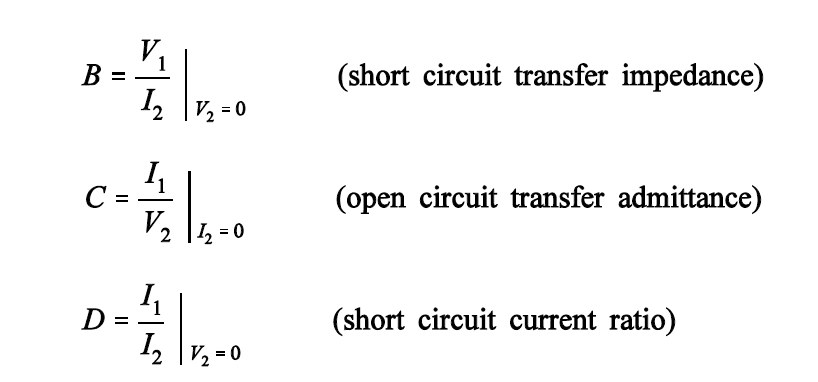 B = V₁/I₂ |_{V₂ = 0} (short circuit transfer impedance)
C = I₁/V₂ |_{I₂ = 0} (open circuit transfer admittance)
D = I₁/I₂ |_{V₂ = 0} (short circuit current ratio)